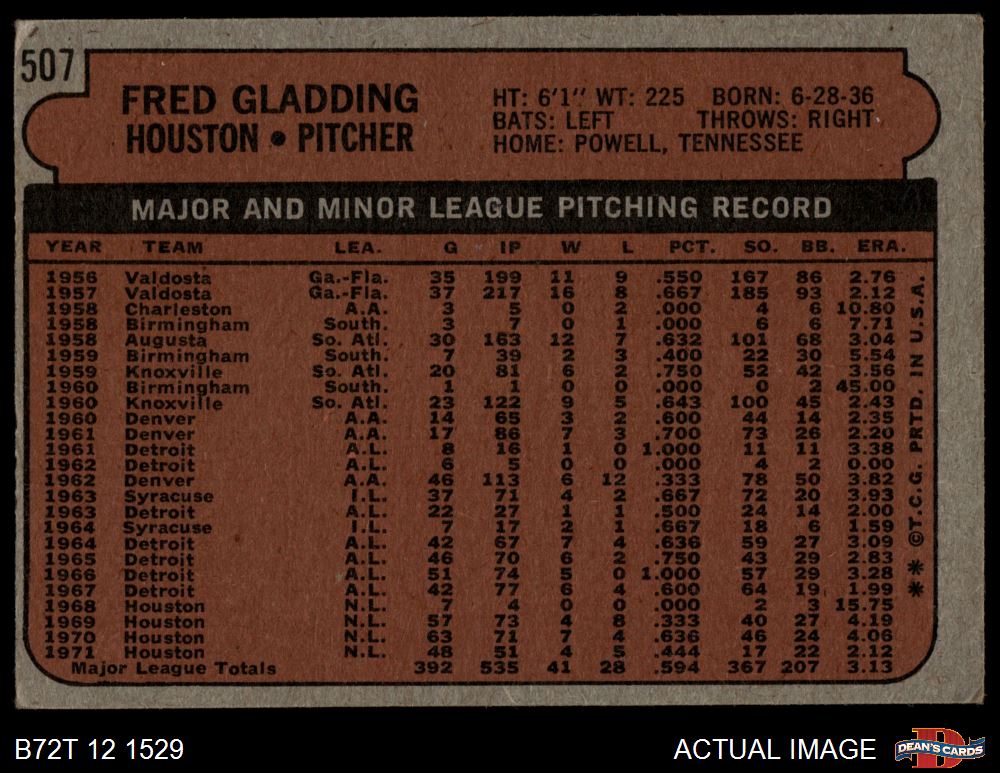 507
FRED GLADDING
HOUSTON • PITCHER
HT: 6'1" WT: 225 BORN: 6-28-36
BATS: LEFT THROWS: RIGHT
HOME: POWELL, TENNESSEE
MAJOR AND MINOR LEAGUE PITCHING RECORD
YEAR TEAM LEA. G IP W L PCT. SO. BB. ERA.
1956 Valdosta Ga.-Fla. 35 199 11 9 .550 167 86 2.76
1957 Valdosta Ga.-Fla. 37 217 16 8 .667 185 93 2.12
1958 Charleston A.A. 3 5 0 2 .000 4 6 10.80
1958 Birmingham South. 3 7 0 1 .000 6 6 7.71
1958 Augusta So. Atl. 30 163 12 7 .632 101 68 3.04
1959 Birmingham South. 7 39 2 3 .400 22 30 5.54
1959 Knoxville So. Atl. 20 81 6 2 .750 52 42 3.56
1960 Birmingham South. 1 1 0 0 .000 0 2 45.00
1960 Knoxville So. Atl. 23 122 9 5 .643 100 45 2.43
1960 Denver A.A. 14 65 3 2 .600 44 14 2.35
1961 Denver A.A. 17 86 7 3 .700 73 26 2.20
1961 Detroit A.L. 8 16 1 0 1.000 11 11 3.38
1962 Detroit A.L. 6 5 0 0 .000 4 2 0.00
1962 Denver A.A. 46 113 6 12 .333 78 50 3.82
1963 Syracuse I.L. 37 71 4 2 .667 72 20 3.93
1963 Detroit A.L. 22 27 1 1 .500 24 14 2.00
1964 Syracuse I.L. 7 17 2 1 .667 18 6 1.59
1964 Detroit A.L. 42 67 7 4 .636 59 27 3.09
1965 Detroit A.L. 46 70 6 2 .750 43 29 2.83
1966 Detroit A.L. 51 74 5 0 1.000 57 29 3.28
1967 Detroit A.L. 42 77 6 4 .600 64 19 1.99
1968 Houston N.L. 7 4 0 0 .000 2 3 15.75
1969 Houston N.L. 57 73 4 8 .333 40 27 4.19
1970 Houston N.L. 63 71 7 4 .636 46 24 4.06
1971 Houston N.L. 48 51 4 5 .444 17 22 2.12
Major League Totals 392 535 41 28 .594 367 207 3.13
** ©T.C.G. PRTD. IN U.S.A.
B72T 12 1529
ACTUAL IMAGE
DEAN'S CARDS